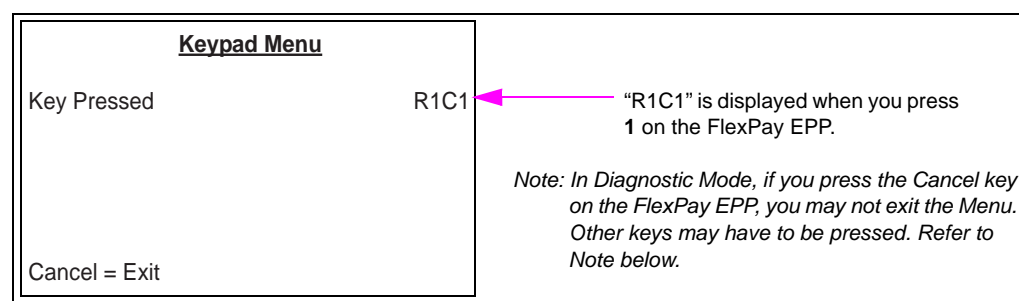 Keypad Menu
Key Pressed R1C1
Cancel = Exit
“R1C1” is displayed when you press
1 on the FlexPay EPP.
Note: In Diagnostic Mode, if you press the Cancel key
on the FlexPay EPP, you may not exit the Menu.
Other keys may have to be pressed. Refer to
Note below.